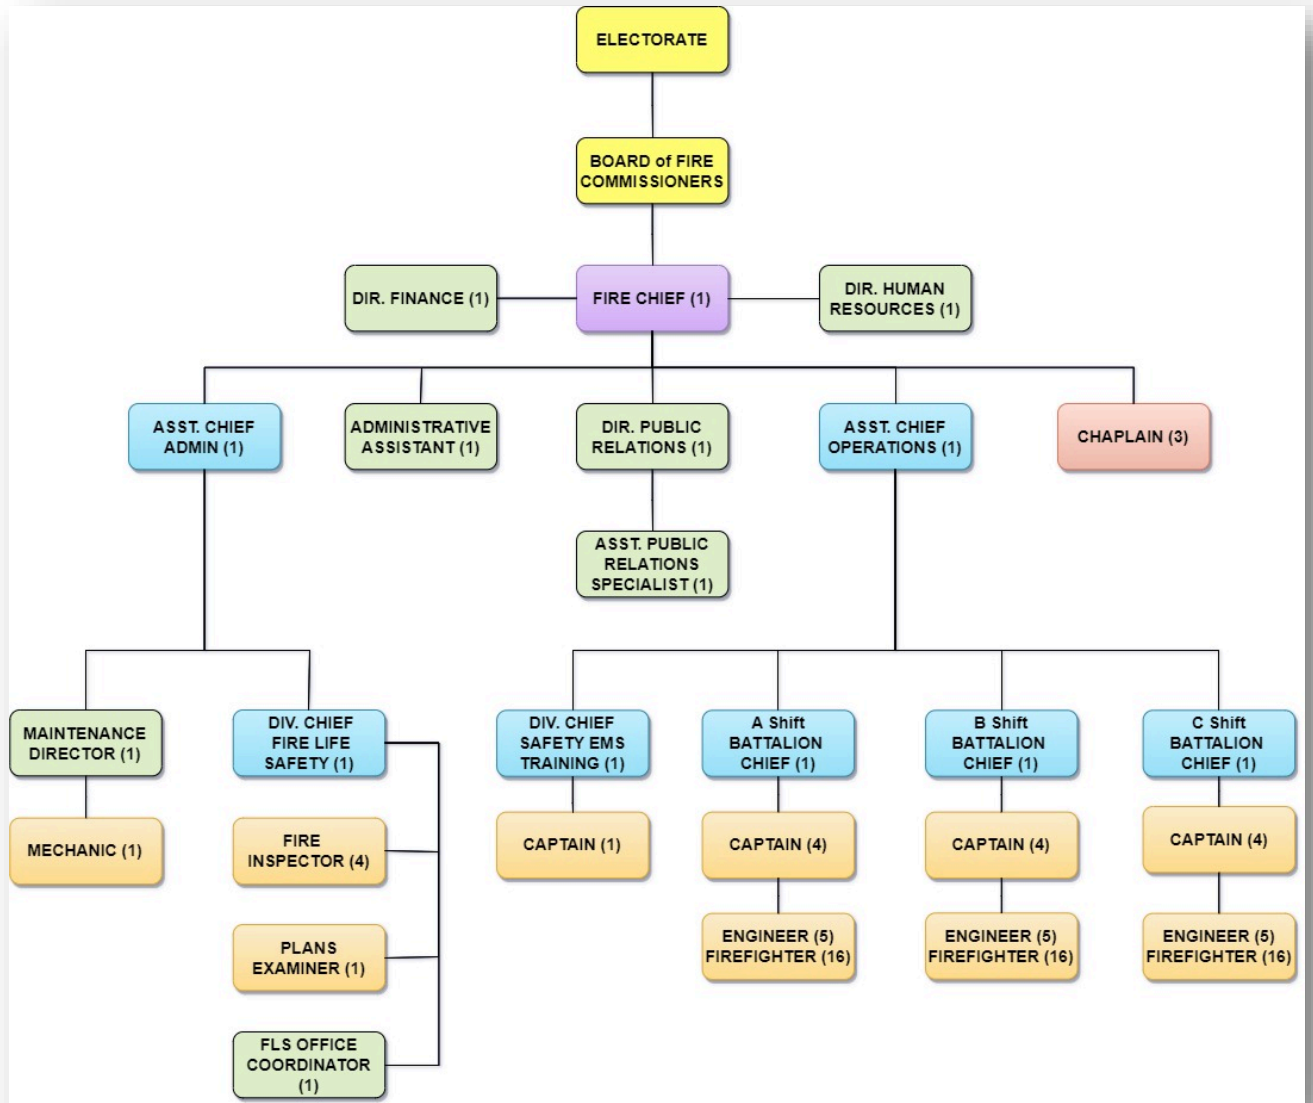 ELECTORATE
BOARD of FIRE
COMMISSIONERS
DIR. FINANCE (1)
FIRE CHIEF (1)
DIR. HUMAN
RESOURCES (1)
ASST. CHIEF
ADMIN (1)
ADMINISTRATIVE
ASSISTANT (1)
DIR. PUBLIC
RELATIONS (1)
ASST. CHIEF
OPERATIONS (1)
CHAPLAIN (3)
ASST. PUBLIC
RELATIONS
SPECIALIST (1)
MAINTENANCE
DIRECTOR (1)
DIV. CHIEF
FIRE LIFE
SAFETY (1)
DIV. CHIEF
SAFETY EMS
TRAINING (1)
A Shift
BATTALION
CHIEF (1)
B Shift
BATTALION
CHIEF (1)
C Shift
BATTALION
CHIEF (1)
MECHANIC (1)
FIRE
INSPECTOR (4)
CAPTAIN (1)
CAPTAIN (4)
CAPTAIN (4)
CAPTAIN (4)
PLANS
EXAMINER (1)
ENGINEER (5)
FIREFIGHTER (16)
ENGINEER (5)
FIREFIGHTER (16)
ENGINEER (5)
FIREFIGHTER (16)
FLS OFFICE
COORDINATOR
(1)